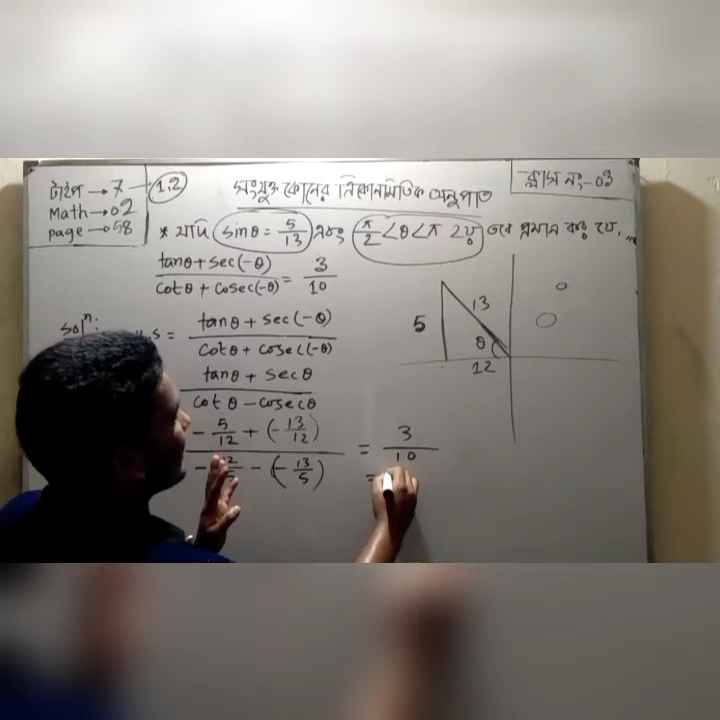 টাইপ → 7 – 1,2
Math → 02
page → 58
সংযুক্ত কোনের ত্রিকোনমিতিক অনুপাত
ক্লাস নং:-03
* যদি sinθ = 5/13 এবং π/2 < θ < π হয় তবে প্রমাণ কর যে,
(tanθ + sec(-θ)) / (cotθ + cosec(-θ)) = 3/10
Solⁿ:
s = (tanθ + sec(-θ)) / (cotθ + cosec(-θ))
(tanθ + secθ) / (cotθ - cosecθ)
- 5/12 + (- 13/12)
- (- 13/5)
= 3/10
=
5
13
θ
12